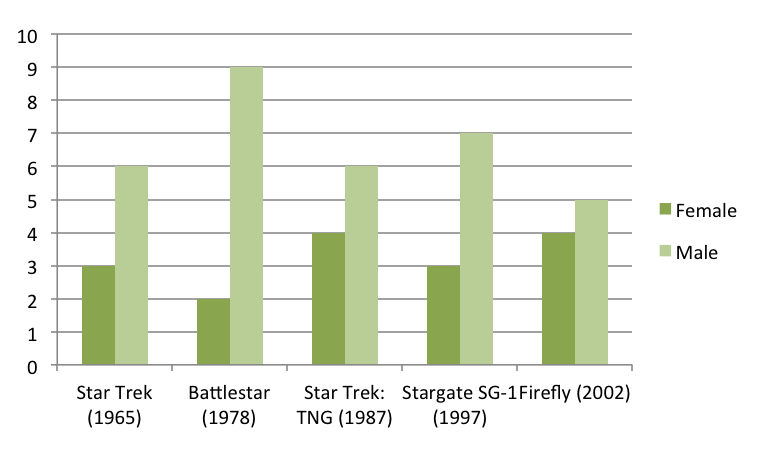 10
9
8
7
6
5
4
3
2
1
0
Female
Male
Star Trek (1965)
Battlestar (1978)
Star Trek: TNG (1987)
Stargate SG-1 (1997)
Firefly (2002)